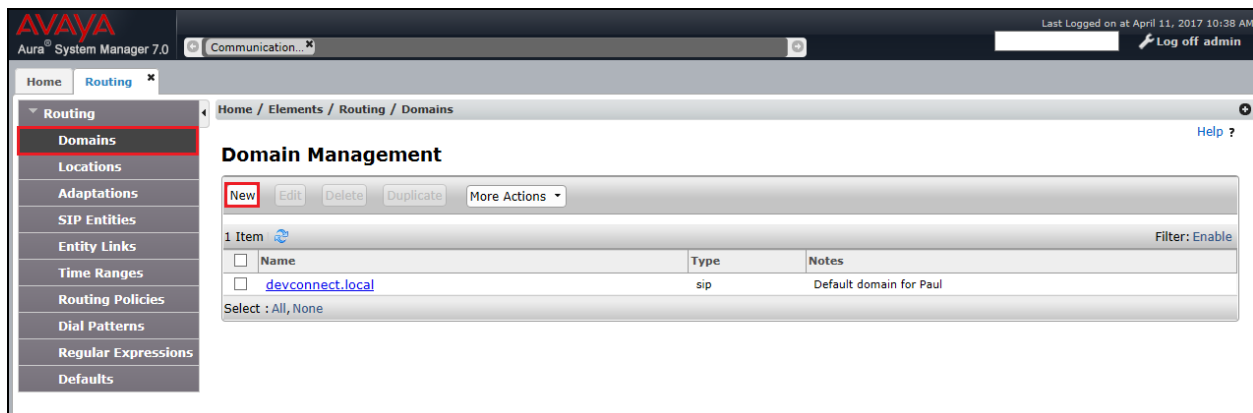 AVAYA
Last Logged on at April 11, 2017 10:38 AM
Aura® System Manager 7.0
Communication... ×
Log off admin
Home
Routing ×
Routing
Home / Elements / Routing / Domains
Help ?
Domains
Locations
Adaptations
SIP Entities
Entity Links
Time Ranges
Routing Policies
Dial Patterns
Regular Expressions
Defaults
Domain Management
New Edit Delete Duplicate More Actions
1 Item Filter: Enable
Name Type Notes
devconnect.local sip Default domain for Paul
Select : All, None